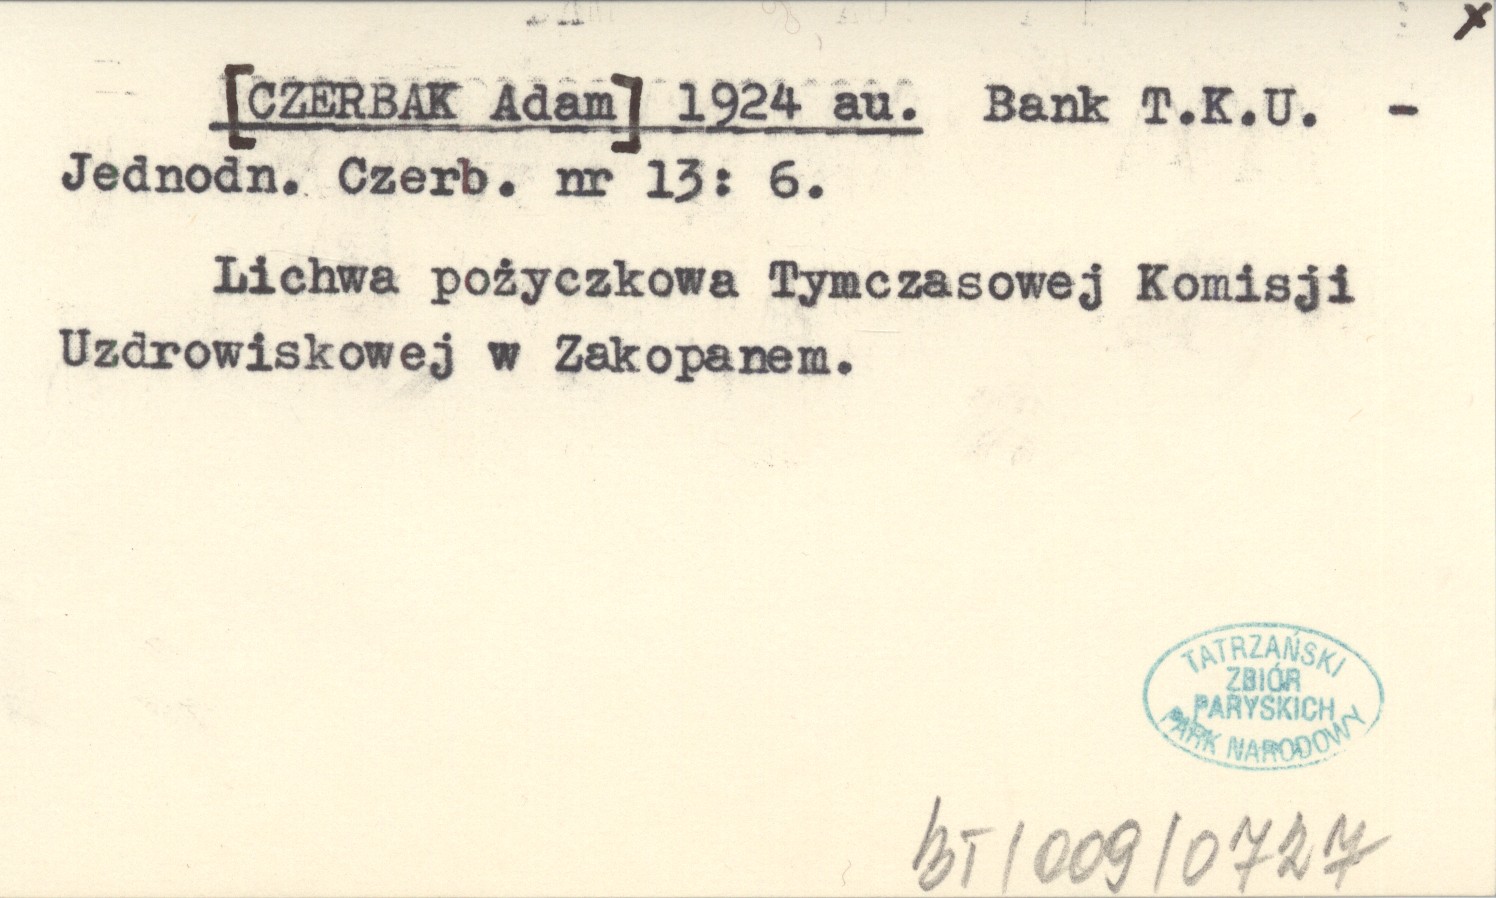 x
[CZERBAK Adam] 1924 au. Bank T.K.U. -
Jednodn. Czerb. nr 13: 6.
Lichwa pożyczkowa Tymczasowej Komisji
Uzdrowiskowej w Zakopanem.
TATRZAŃSKI
ZBIÓR
PARYSKICH
PARK NARODOWY
BT/009/0727